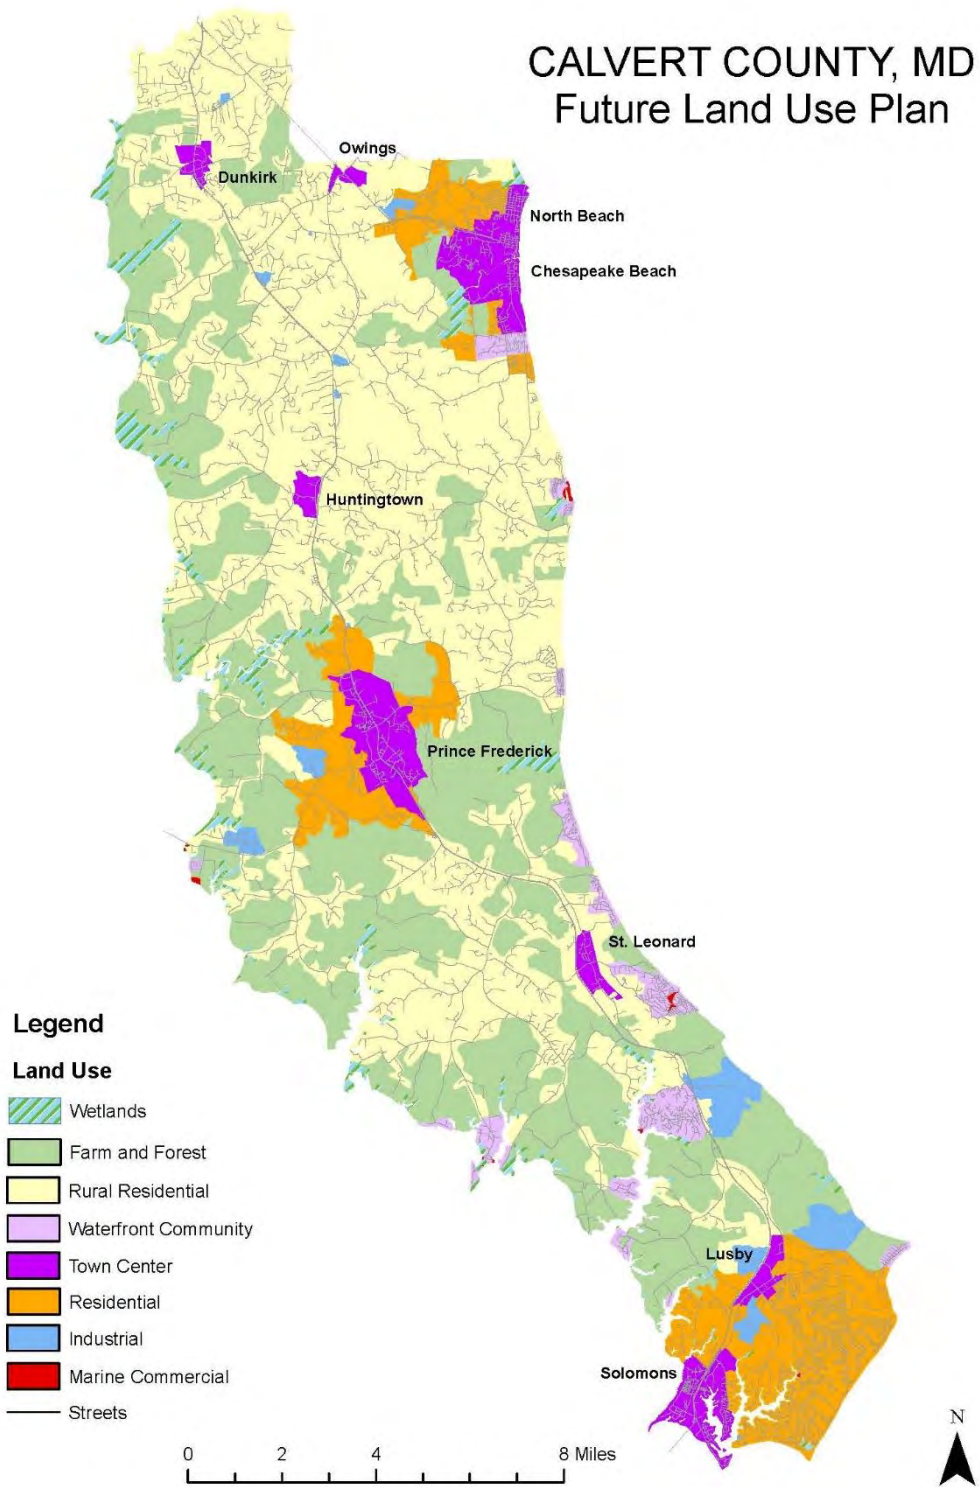 CALVERT COUNTY, MD
Future Land Use Plan
Owings
Dunkirk
North Beach
Chesapeake Beach
Huntingtown
Prince Frederick
St. Leonard
Lusby
Solomons
Legend
Land Use
Wetlands
Farm and Forest
Rural Residential
Waterfront Community
Town Center
Residential
Industrial
Marine Commercial
Streets
0 2 4 8 Miles
N